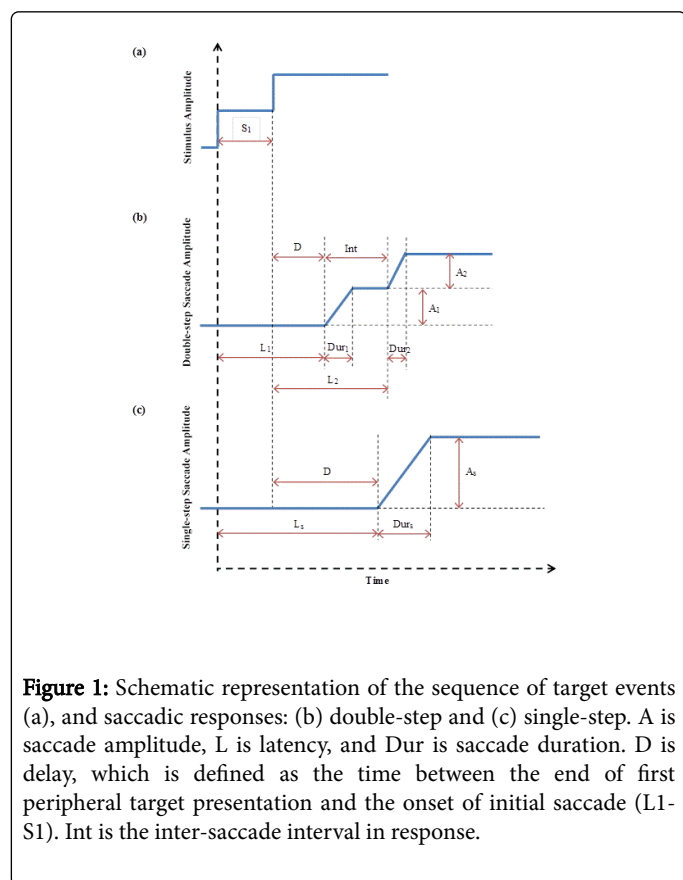 (a)
Stimulus Amplitude
S1
(b)
Double-step Saccade Amplitude
D
Int
A2
A1
L1
Dur1
Dur2
L2
(c)
Single-step Saccade Amplitude
D
As
Ls
Durs
Time
Figure 1: Schematic representation of the sequence of target events
(a), and saccadic responses: (b) double-step and (c) single-step. A is
saccade amplitude, L is latency, and Dur is saccade duration. D is
delay, which is defined as the time between the end of first
peripheral target presentation and the onset of initial saccade (L1-
S1). Int is the inter-saccade interval in response.